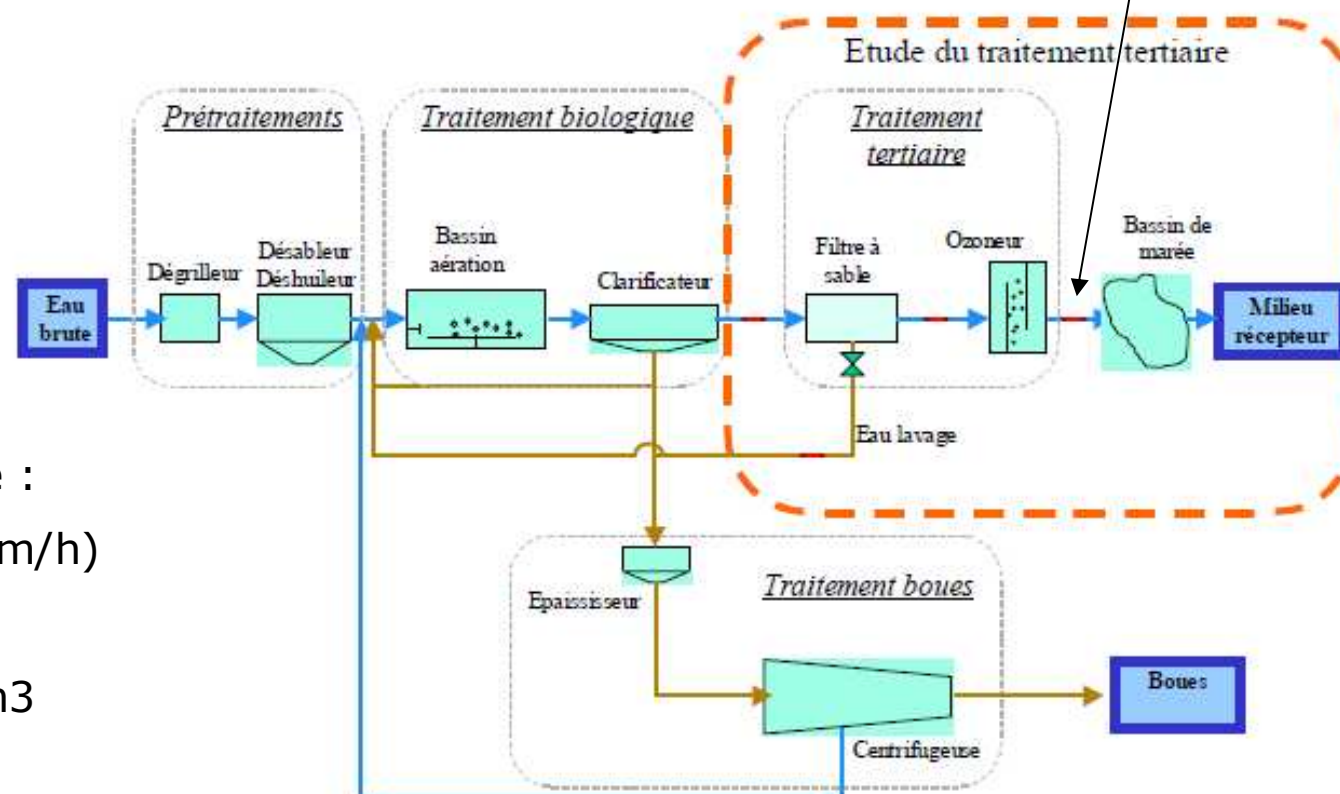 Etude du traitement tertiaire
Prétraitements
Traitement biologique
Traitement
tertiaire
Eau
brute
Dégrilleur
Désableur
Déshuileur
Bassin
aération
Clarificateur
Filtre à
sable
Ozoneur
Bassin de
marée
Milieu
récepteur
Eau lavage
:
m/h)
Epaississeur
Traitement boues
Centrifugeuse
Boues